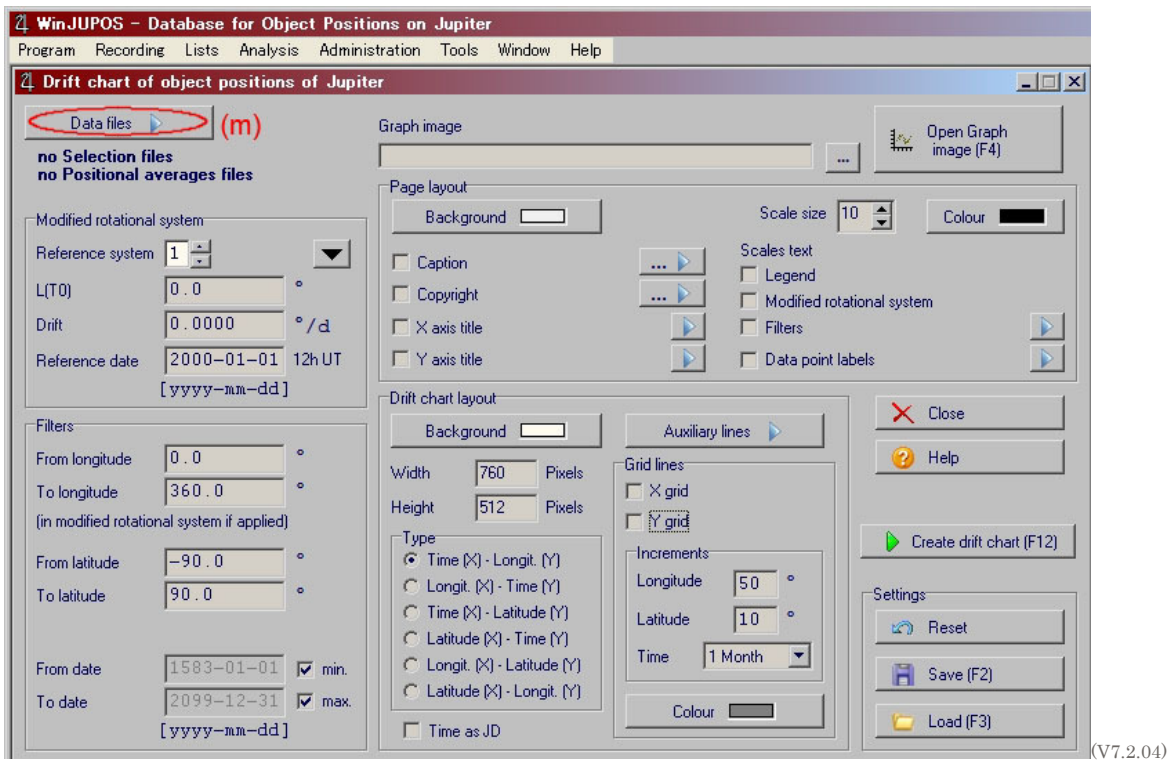 WinJUPOS - Database for Object Positions on Jupiter
Program Recording Lists Analysis Administration Tools Window Help
Drift chart of object positions of Jupiter
Data files (m)
no Selection files
no Positional averages files
Graph image
...
Open Graph
image (F4)
Modified rotational system
Reference system 1
L(T0) 0.0 °
Drift 0.0000 °/d
Reference date 2000-01-01 12h UT
[yyyy-mm-dd]
Page layout
Background
Scale size 10
Colour
Caption ...
Copyright ...
X axis title
Y axis title
Scales text
Legend
Modified rotational system
Filters
Data point labels
Filters
From longitude 0.0 °
To longitude 360.0 °
(in modified rotational system if applied)
From latitude -90.0 °
To latitude 90.0 °
From date 1583-01-01 min.
To date 2099-12-31 max.
[yyyy-mm-dd]
Drift chart layout
Background
Width 760 Pixels
Height 512 Pixels
Type
Time (X) - Longit. (Y)
Longit. (X) - Time (Y)
Time (X) - Latitude (Y)
Latitude (X) - Time (Y)
Longit. (X) - Latitude (Y)
Latitude (X) - Longit. (Y)
Time as JD
Auxiliary lines
Grid lines
X grid
Y grid
Increments
Longitude 50 °
Latitude 10 °
Time 1 Month
Colour
Close
Help
Create drift chart (F12)
Settings
Reset
Save (F2)
Load (F3)
(V7.2.04)